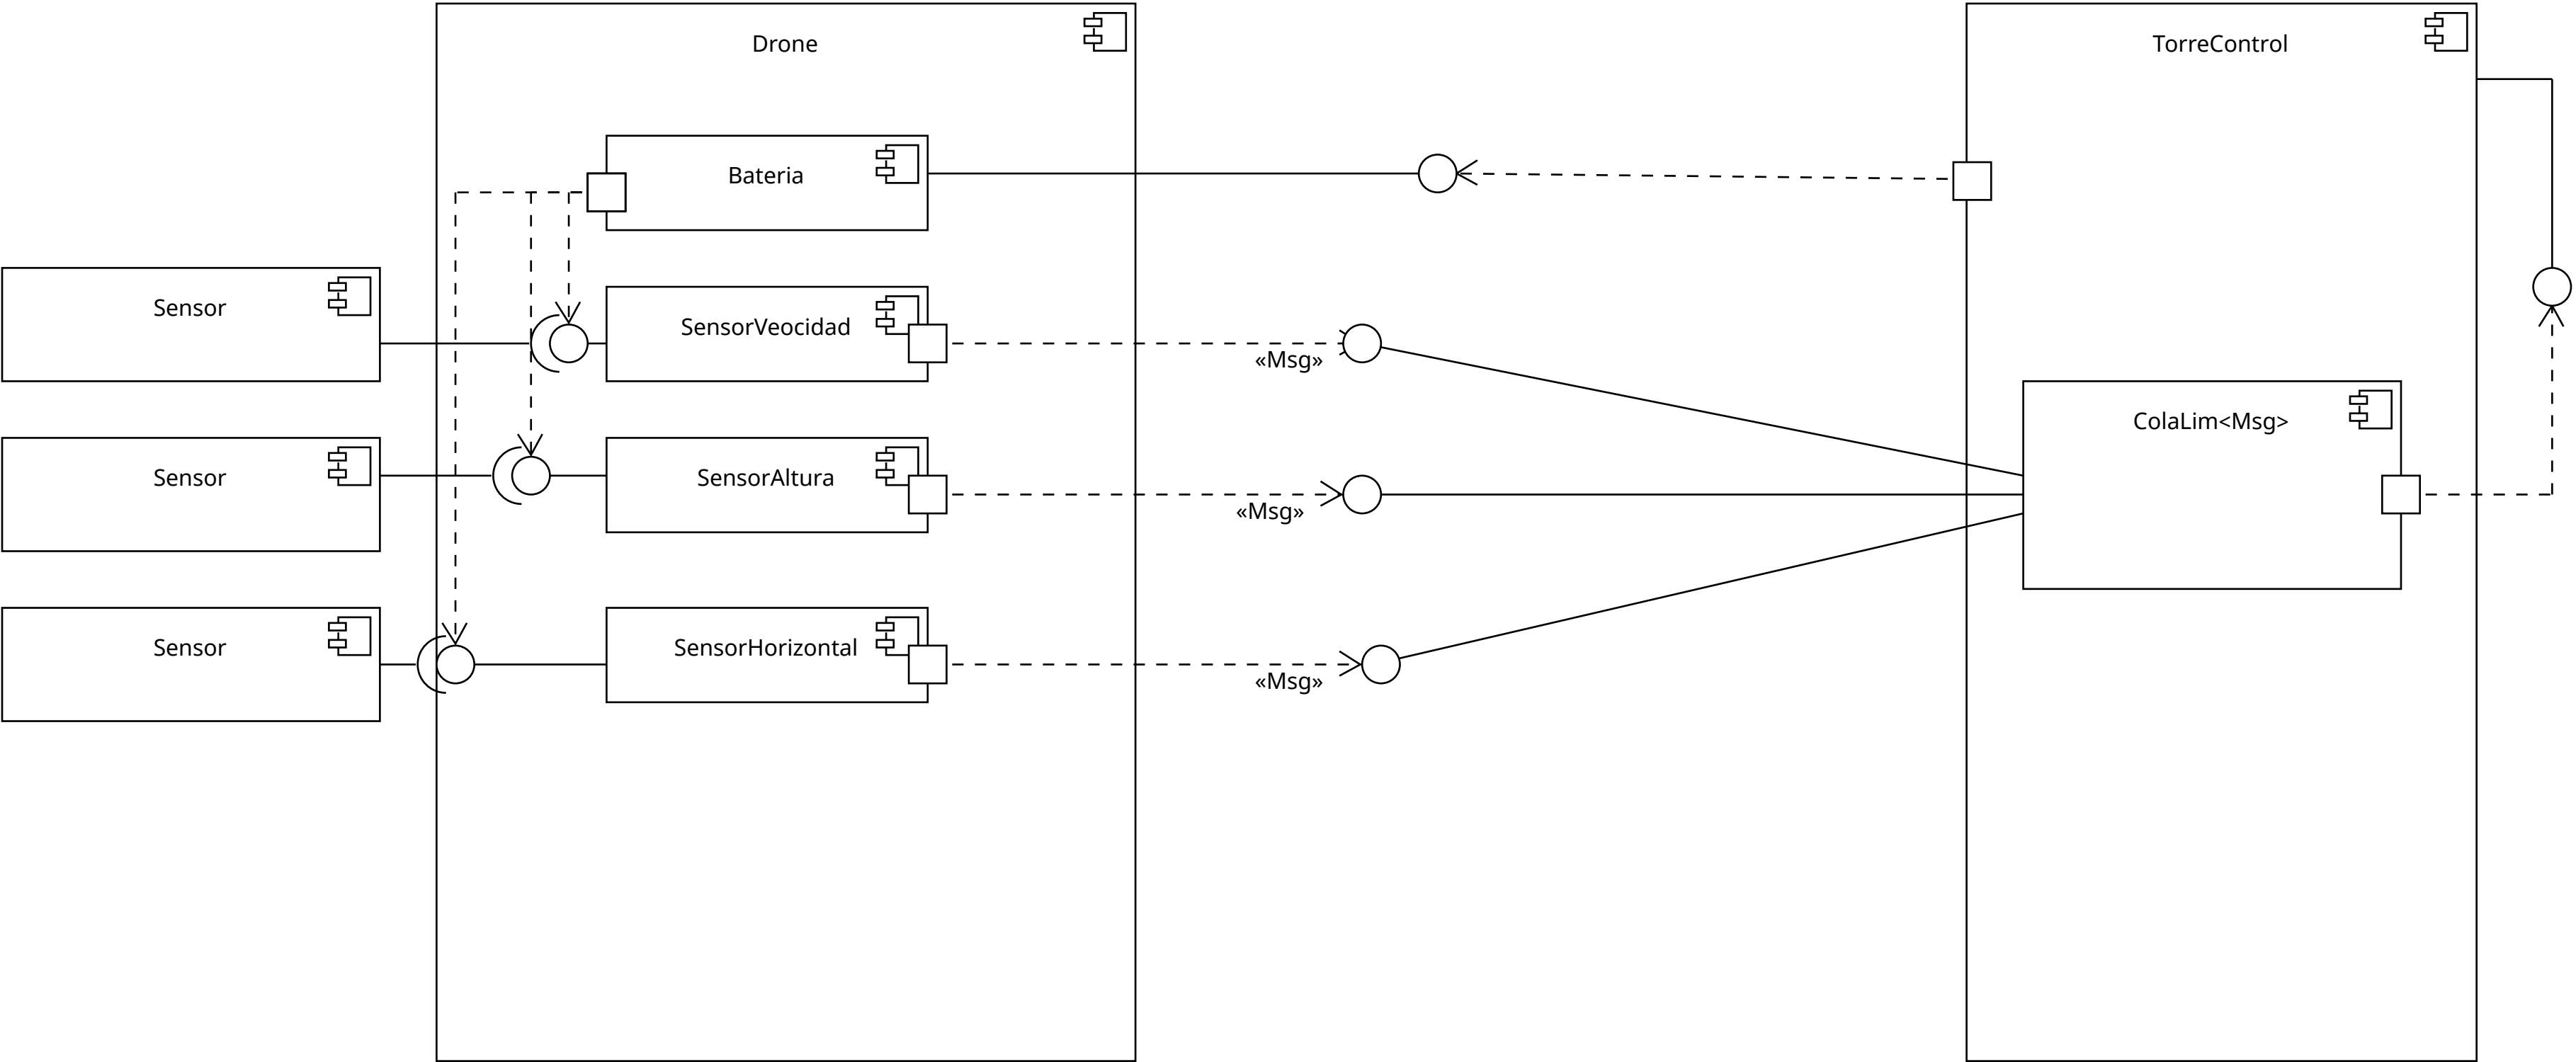 Drone
TorreControl
Bateria
Sensor
SensorVeocidad
«Msg»
ColaLim<Msg>
Sensor
SensorAltura
«Msg»
Sensor
SensorHorizontal
«Msg»